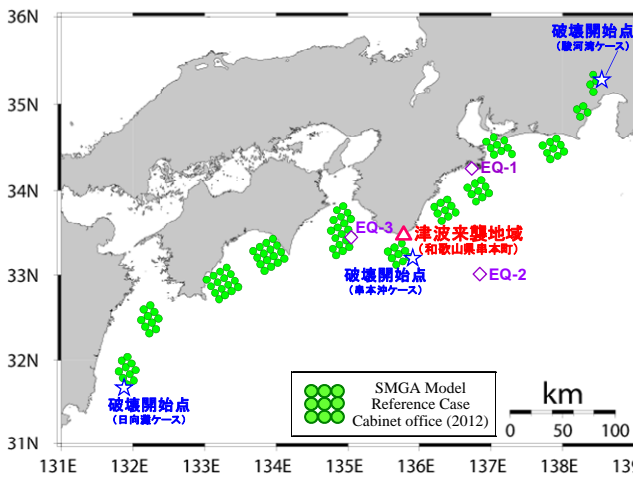 36N
35N
34N
33N
32N
31N
131E
132E
133E
134E
135E
136E
137E
138E
139
破壊開始点
(駿河湾ケース)
EQ-1
EQ-3
津波来襲地域
(和歌山県串本町)
破壊開始点
(串本沖ケース)
EQ-2
破壊開始点
(日向灘ケース)
SMGA Model
Reference Case
Cabinet office (2012)
km
0
50
100